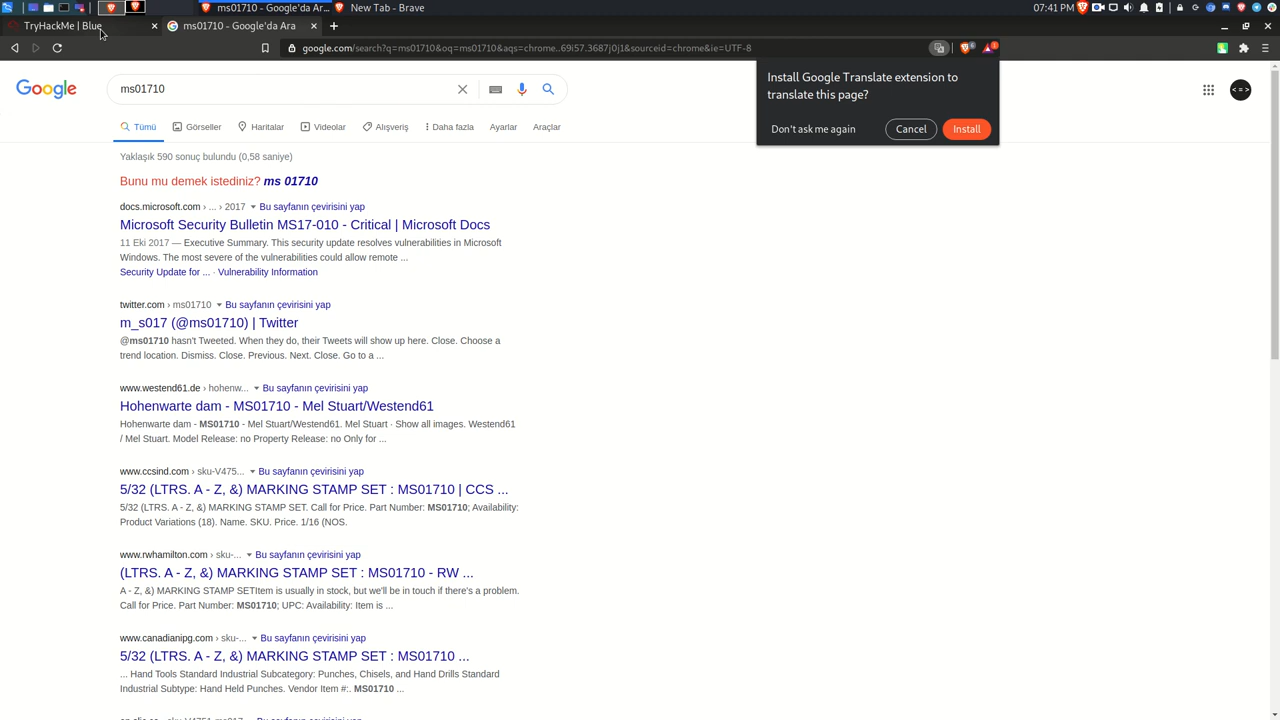 ms01710 - Google'da Ar
New Tab - Brave
07:41 PM
TryHackMe | Blue
ms01710 - Google'da Ara
google.com/search?q=ms01710&oq=ms01710&aqs=chrome..69i57.3687j0j1&sourceid=chrome&ie=UTF-8
Install Google Translate extension to
translate this page?
Don't ask me again
Cancel
Install
Google
ms01710
< = >
Tümü
Görseller
Haritalar
Videolar
Alışveriş
Daha fazla
Ayarlar
Araçlar
Yaklaşık 590 sonuç bulundu (0,58 saniye)
Bunu mu demek istediniz? ms 01710
docs.microsoft.com › ... › 2017 Bu sayfanın çevirisini yap
Microsoft Security Bulletin MS17-010 - Critical | Microsoft Docs
11 Eki 2017 — Executive Summary. This security update resolves vulnerabilities in Microsoft
Windows. The most severe of the vulnerabilities could allow remote ...
Security Update for ... · Vulnerability Information
twitter.com › ms01710 Bu sayfanın çevirisini yap
m_s017 (@ms01710) | Twitter
@ms01710 hasn't Tweeted. When they do, their Tweets will show up here. Close. Choose a
trend location. Dismiss. Close. Previous. Next. Close. Go to a ...
www.westend61.de › hohenw... Bu sayfanın çevirisini yap
Hohenwarte dam - MS01710 - Mel Stuart/Westend61
Hohenwarte dam - MS01710 - Mel Stuart/Westend61. Mel Stuart · Show all images. Westend61
/ Mel Stuart. Model Release: no Property Release: no Only for ...
www.ccsind.com › sku-V475... Bu sayfanın çevirisini yap
5/32 (LTRS. A - Z, &) MARKING STAMP SET : MS01710 | CCS ...
5/32 (LTRS. A - Z, &) MARKING STAMP SET. Call for Price. Part Number: MS01710; Availability:
Product Variations (18). Name. SKU. Price. 1/16 (NOS.
www.rwhamilton.com › sku-... Bu sayfanın çevirisini yap
(LTRS. A - Z, &) MARKING STAMP SET : MS01710 - RW ...
A - Z, &) MARKING STAMP SETItem is usually in stock, but we'll be in touch if there's a problem.
Call for Price. Part Number: MS01710; UPC: Availability: Item is ...
www.canadianipg.com › sku-... Bu sayfanın çevirisini yap
5/32 (LTRS. A - Z, &) MARKING STAMP SET : MS01710 ...
... Hand Tools Standard Industrial Subcategory: Punches, Chisels, and Hand Drills Standard
Industrial Subtype: Hand Held Punches. Vendor Item #:. MS01710 ...